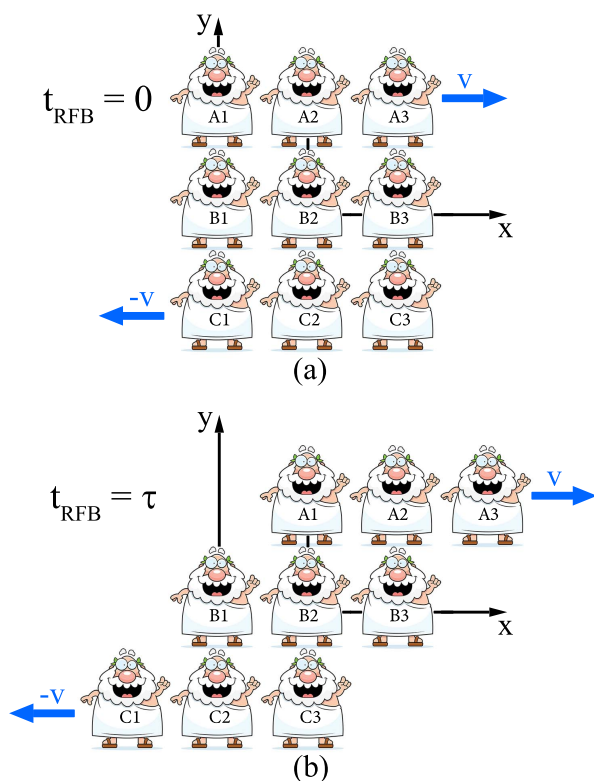 y
t_RFB = 0
A1 A2 A3 v
B1 B2 B3
x
-v C1 C2 C3
(a)
y
t_RFB = τ
A1 A2 A3 v
B1 B2 B3
x
-v C1 C2 C3
(b)